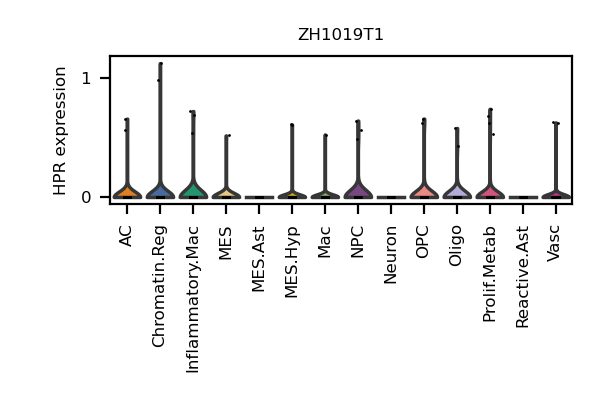 ZH1019T1
HPR expression
1
0
AC
Chromatin.Reg
Inflammatory.Mac
MES
MES.Ast
MES.Hyp
Mac
NPC
Neuron
OPC
Oligo
Prolif.Metab
Reactive.Ast
Vasc